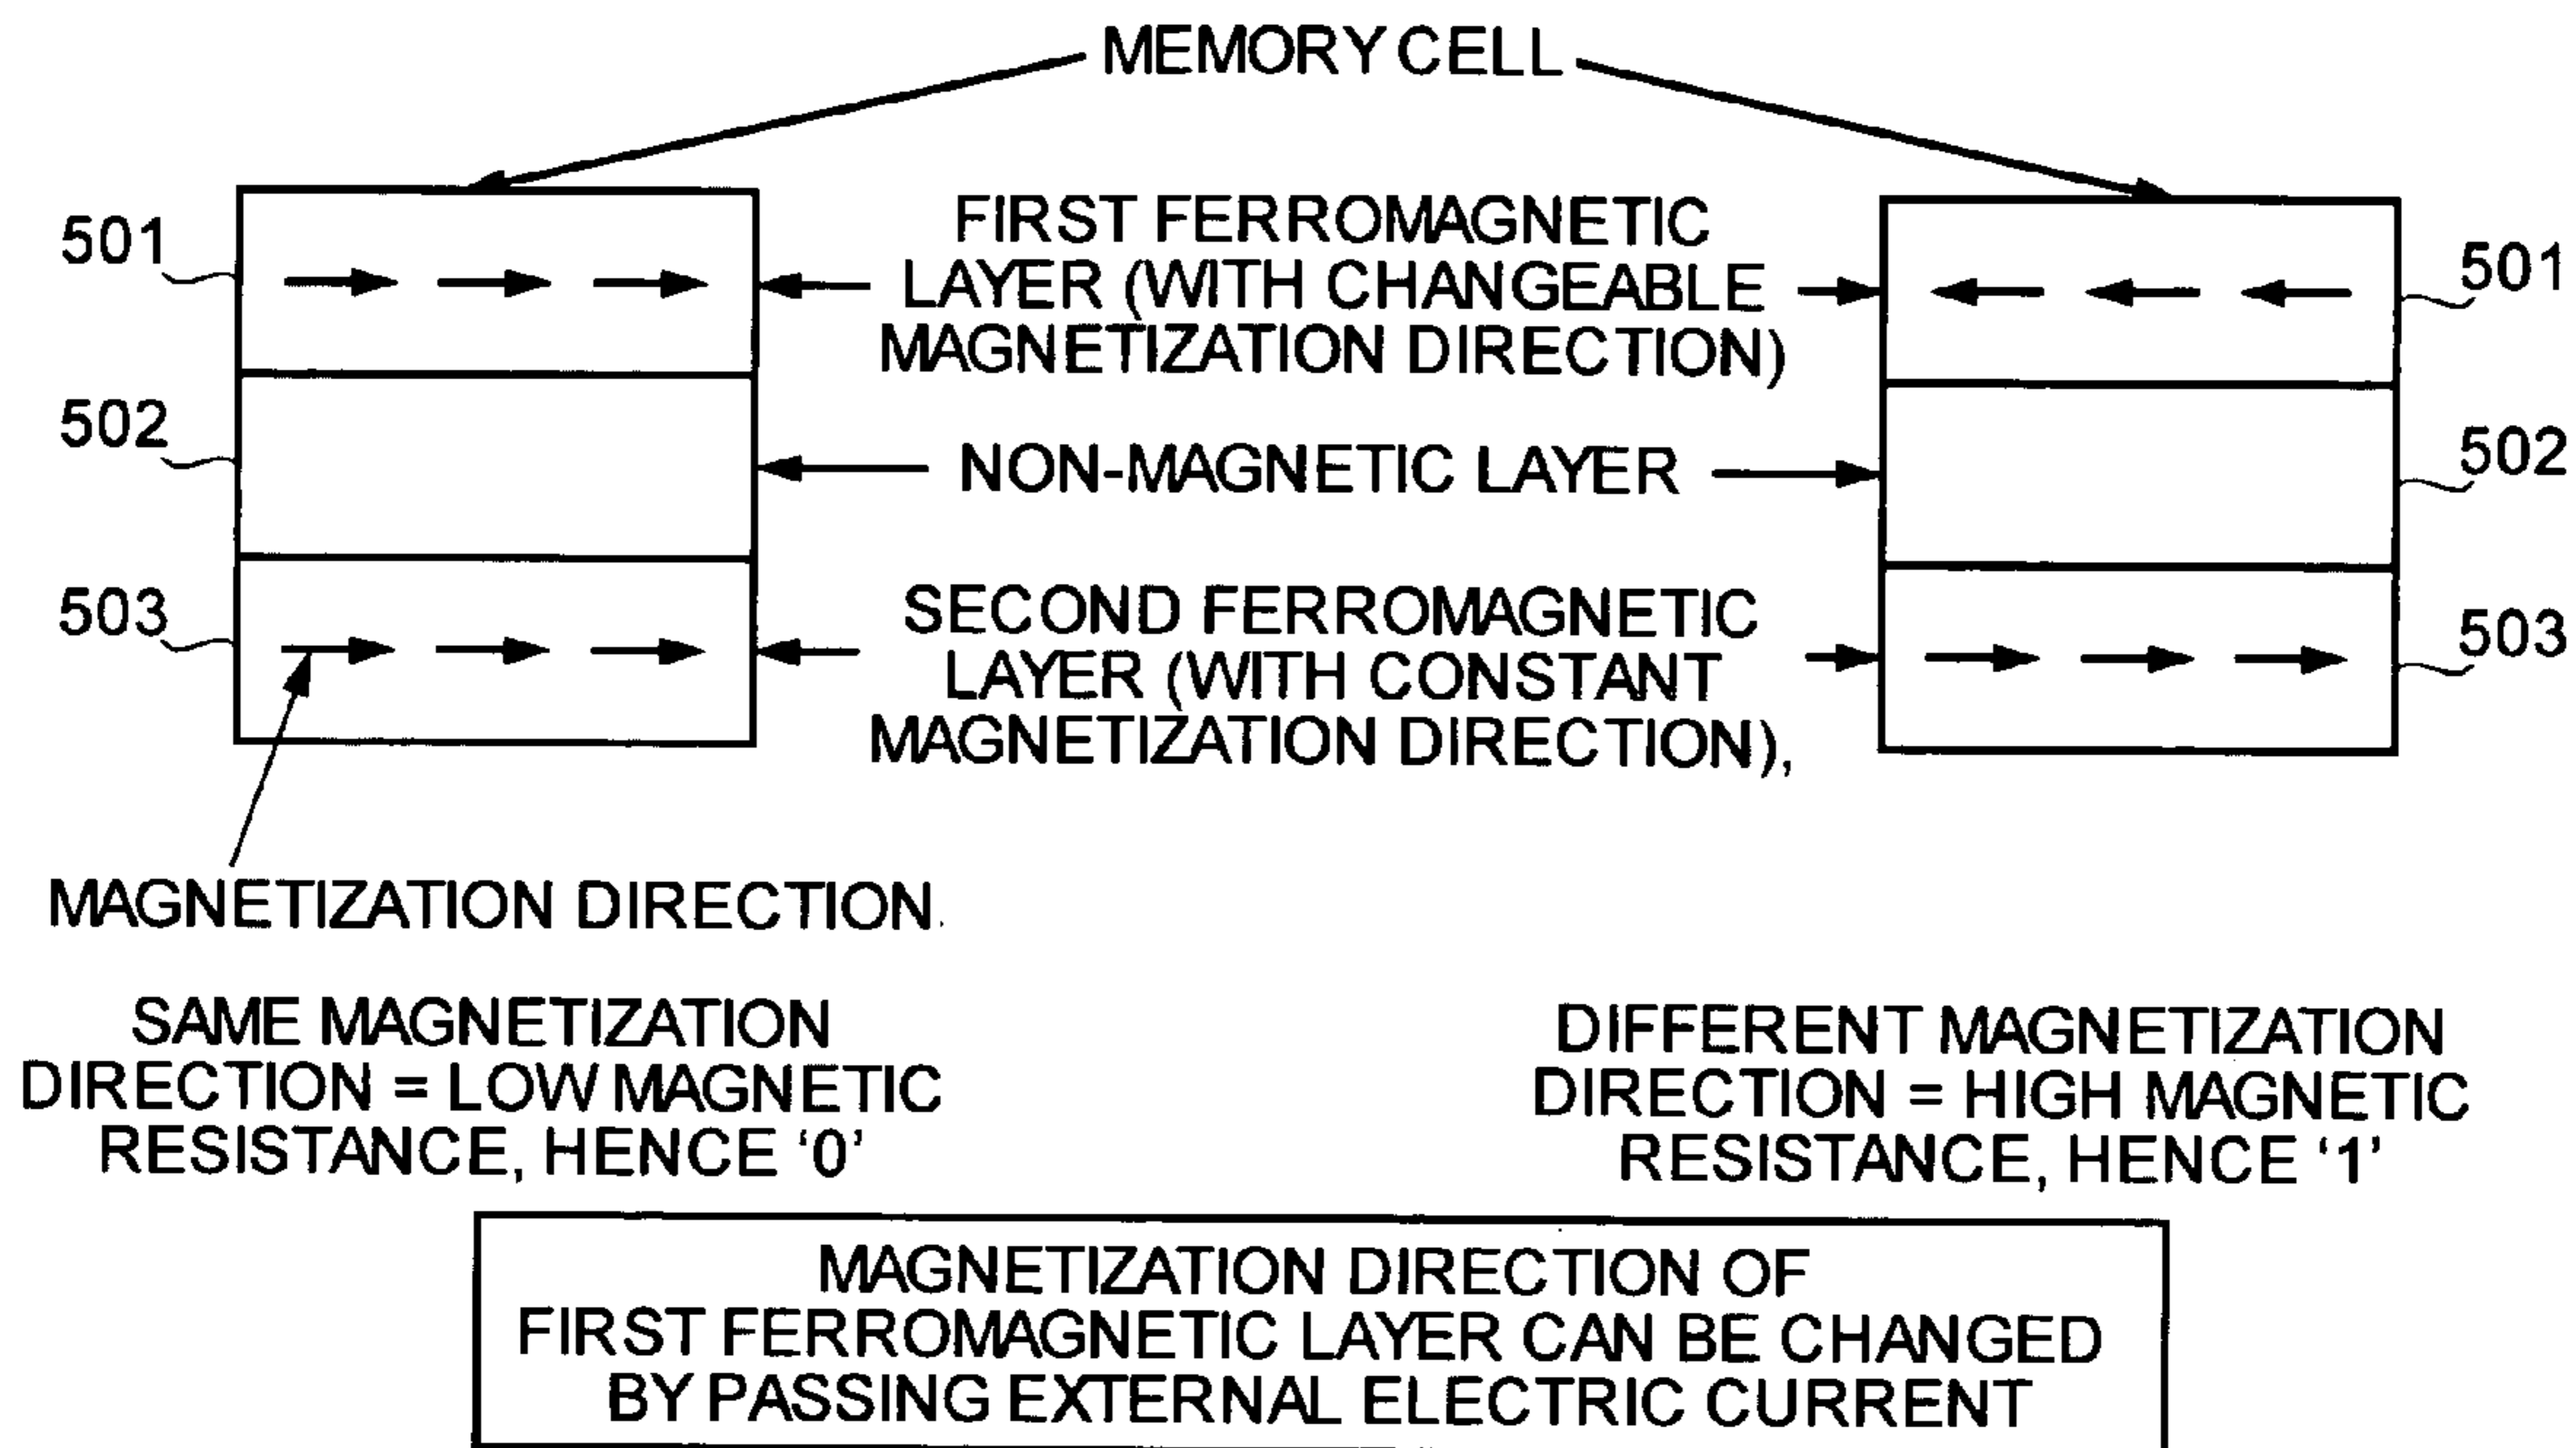 MEMORY CELL
501
FIRST FERROMAGNETIC
LAYER (WITH CHANGEABLE
MAGNETIZATION DIRECTION)
501
502
NON-MAGNETIC LAYER
502
503
SECOND FERROMAGNETIC
LAYER (WITH CONSTANT
MAGNETIZATION DIRECTION),
503
MAGNETIZATION DIRECTION
SAME MAGNETIZATION
DIRECTION = LOW MAGNETIC
RESISTANCE, HENCE ‘0’
DIFFERENT MAGNETIZATION
DIRECTION = HIGH MAGNETIC
RESISTANCE, HENCE ‘1’
MAGNETIZATION DIRECTION OF
FIRST FERROMAGNETIC LAYER CAN BE CHANGED
BY PASSING EXTERNAL ELECTRIC CURRENT